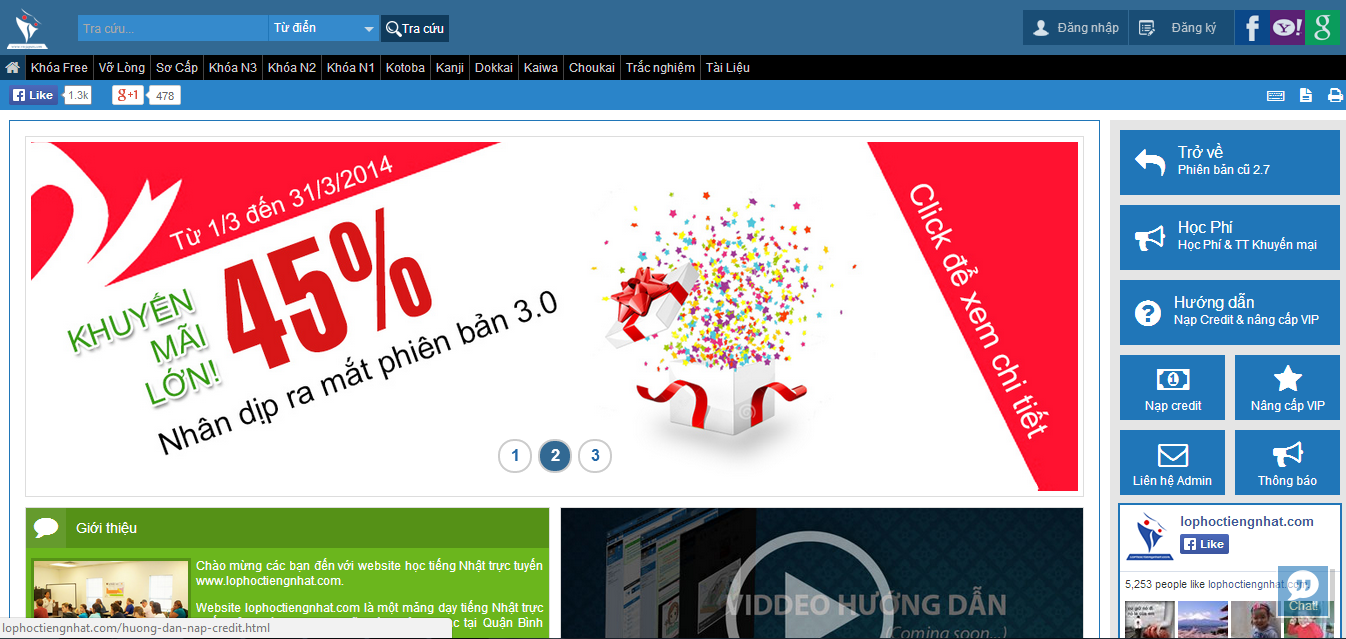 Tra cứu...
Từ điển
Tra cứu
Đăng nhập
Đăng ký
f
Y!
g
Khóa Free
Vỡ Lòng
Sơ Cấp
Khóa N3
Khóa N2
Khóa N1
Kotoba
Kanji
Dokkai
Kaiwa
Choukai
Trắc nghiệm
Tài Liệu
Like
1.3k
g+1
478
Từ 1/3 đến 31/3/2014
KHUYẾN
MÃI
LỚN!
45%
Nhân dịp ra mắt phiên bản 3.0
Click để xem chi tiết
1
2
3
Trở về
Phiên bản cũ 2.7
Học Phí
Học Phí & TT Khuyến mại
Hướng dẫn
Nạp Credit & nâng cấp VIP
Nạp credit
Nâng cấp VIP
Liên hệ Admin
Thông báo
lophoctiengnhat.com
Like
5,253 people like lophoctiengnhat.com.
Chat!
Giới thiệu
Chào mừng các bạn đến với website học tiếng Nhật trực tuyến
www.lophoctiengnhat.com.
Website lophoctiengnhat.com là một mảng dạy tiếng Nhật trực
học tại Quận Bình
VIDDEO HƯỚNG DẪN
(Coming soon...)
lophoctiengnhat.com/huong-dan-nap-credit.html